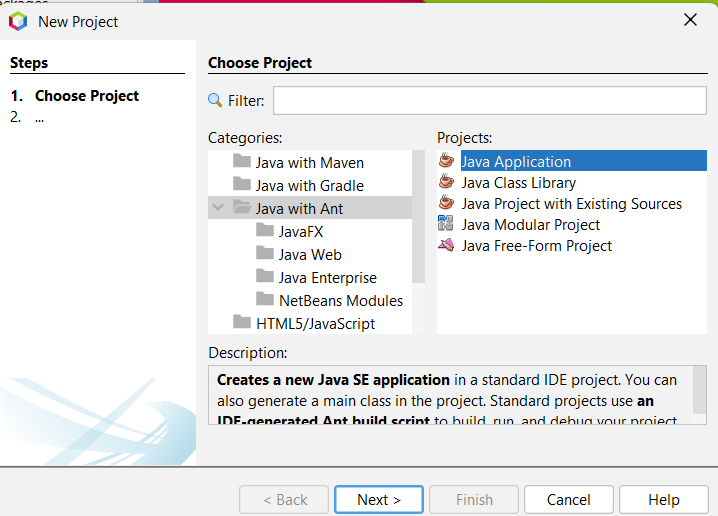 New Project
Steps
1. Choose Project
2. ...
Choose Project
Filter:
Categories:
Java with Maven
Java with Gradle
Java with Ant
JavaFX
Java Web
Java Enterprise
NetBeans Modules
HTML5/JavaScript
Projects:
Java Application
Java Class Library
Java Project with Existing Sources
Java Modular Project
Java Free-Form Project
Description:
Creates a new Java SE application in a standard IDE project. You can
also generate a main class in the project. Standard projects use an
IDE-generated Ant build script to build, run, and debug your project.
< Back
Next >
Finish
Cancel
Help